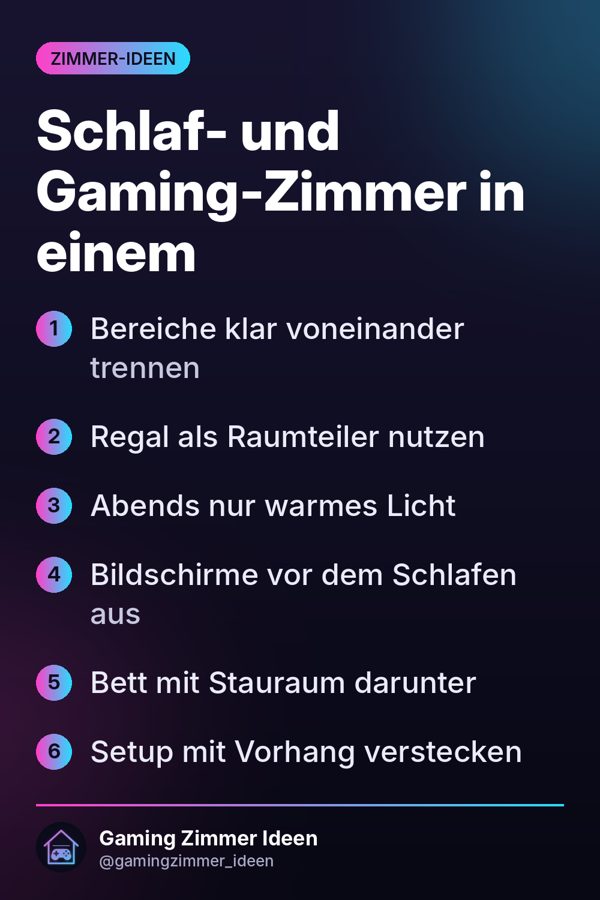 ZIMMER-IDEEN
Schlaf- und
Gaming-Zimmer in
einem
1 Bereiche klar voneinander
trennen
2 Regal als Raumteiler nutzen
3 Abends nur warmes Licht
4 Bildschirme vor dem Schlafen
aus
5 Bett mit Stauraum darunter
6 Setup mit Vorhang verstecken
Gaming Zimmer Ideen
@gamingzimmer_ideen